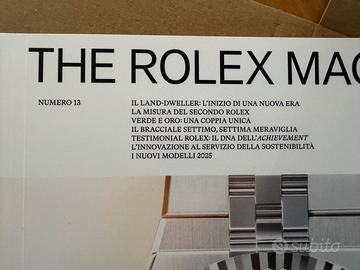 THE ROLEX MAG
NUMERO 13
IL LAND-DWELLER: L'INIZIO DI UNA NUOVA ERA
LA MISURA DEL SECONDO ROLEX
VERDE E ORO: UNA COPPIA UNICA
IL BRACCIALE SETTIMO, SETTIMA MERAVIGLIA
TESTIMONIAL ROLEX: IL DNA DELL'ACHIEVEMENT
L'INNOVAZIONE AL SERVIZIO DELLA SOSTENIBILITÀ
I NUOVI MODELLI 2025
subito